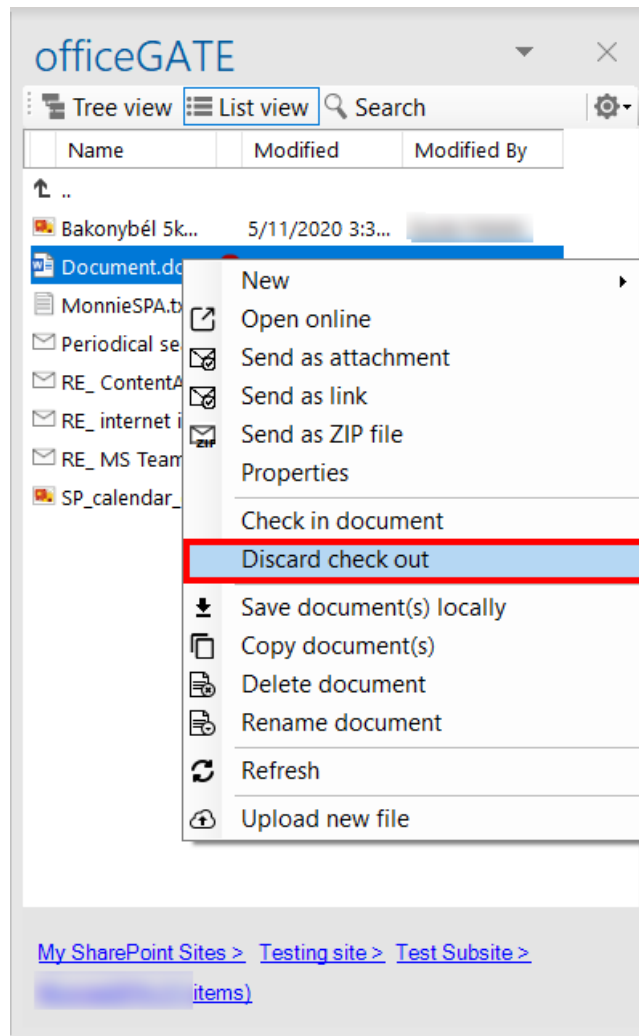 officeGATE
Tree view List view Search
Name Modified Modified By
..
Bakonybél 5k... 5/11/2020 3:3...
Document.do
MonnieSPA.tx
Periodical se
RE_ ContentA
RE_ internet i
RE_ MS Team
SP_calendar_
New
Open online
Send as attachment
Send as link
ZIP Send as ZIP file
Properties
Check in document
Discard check out
Save document(s) locally
Copy document(s)
Delete document
Rename document
Refresh
Upload new file
My SharePoint Sites > Testing site > Test Subsite >
items)